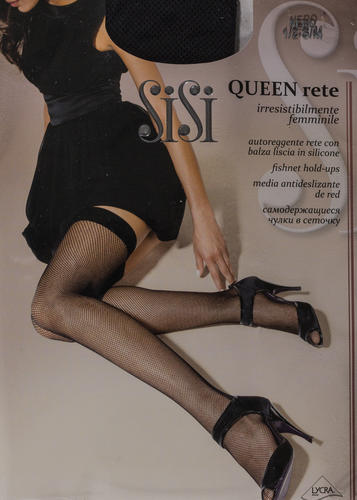 NERO
1/2-S/M
SiSi
QUEEN rete
irresistibilmente
femminile
autoreggente rete con
balza liscia in silicone
fishnet hold-ups
media antideslizante
de red
самодержащиеся
чулки в сеточку
LYCRA